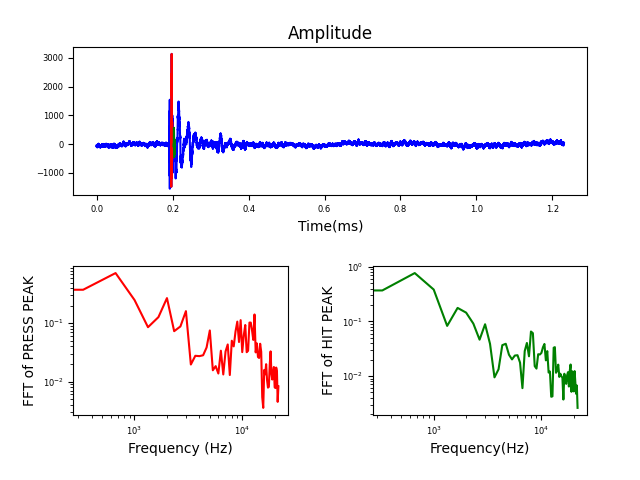 Amplitude
3000
2000
1000
0
−1000
0.0 0.2 0.4 0.6 0.8 1.0 1.2
Time(ms)
FFT of PRESS PEAK
10⁻¹
10⁻²
10³ 10⁴
Frequency (Hz)
FFT of HIT PEAK
10⁰
10⁻¹
10⁻²
10³ 10⁴
Frequency(Hz)